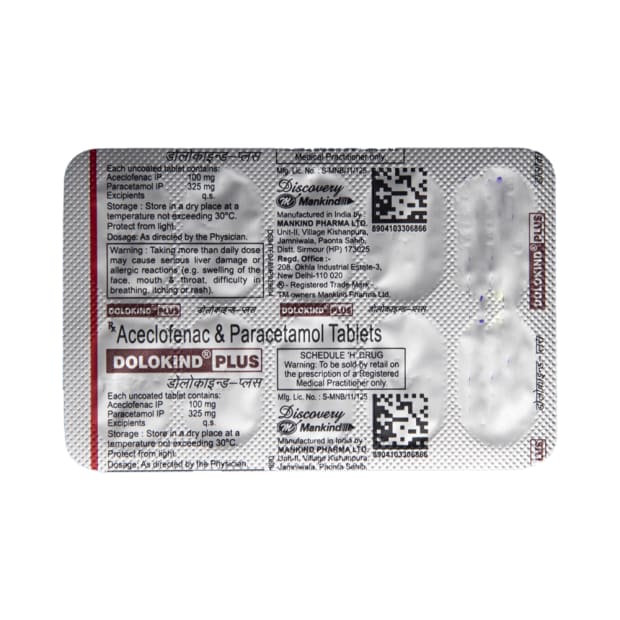 डोलोकाइन्ड-प्लस
Each uncoated tablet contains:
Aceclofenac IP 100 mg
Paracetamol IP 325 mg
Excipients q.s.
Storage : Store in a dry place at a
temperature not exceeding 30°C.
Protect from light.
Dosage: As directed by the Physician.
Warning : Taking more than daily dose
may cause serious liver damage or
allergic reactions (e.g. swelling of the
face, mouth & throat, difficulty in
breathing, itching or rash).
Medical Practitioner only.
Mfg. Lic. No. : S-MNB/11/125
Discovery
Mankind
Manufactured in India by
MANKIND PHARMA LTD.
Unit-II, Village Kishanpura,
Jamniwala, Paonta Sahib,
Distt. Sirmour (HP) 173025
Regd. Office :-
208, Okhla Industrial Estate-3,
New Delhi-110 020
® - Registered Trade Mark
TM owners Mankind Pharma Ltd.
8904103306866
DOLOKIND PLUS डोलोकाइन्ड-प्लस DOLOKIND PLUS डोलोकाइन्ड-प्लस
Rx Aceclofenac & Paracetamol Tablets
DOLOKIND® PLUS
डोलोकाइन्ड-प्लस
Each uncoated tablet contains:
Aceclofenac IP 100 mg
Paracetamol IP 325 mg
Excipients q.s.
Storage : Store in a dry place at a
temperature not exceeding 30°C.
Protect from light.
Dosage: As directed by the Physician.
SCHEDULE 'H' DRUG
Warning: To be sold by retail on
the prescription of a Registered
Medical Practitioner only.
Mfg. Lic. No. : S-MNB/11/125
Discovery
Mankind
Manufactured in India by
MANKIND PHARMA LTD.
Unit-II, Village Kishanpura,
Jamniwala, Paonta Sahib,
8904103306866
DOLOKIND PLUS
डोलोकाइन्ड-प्लस
PLUS